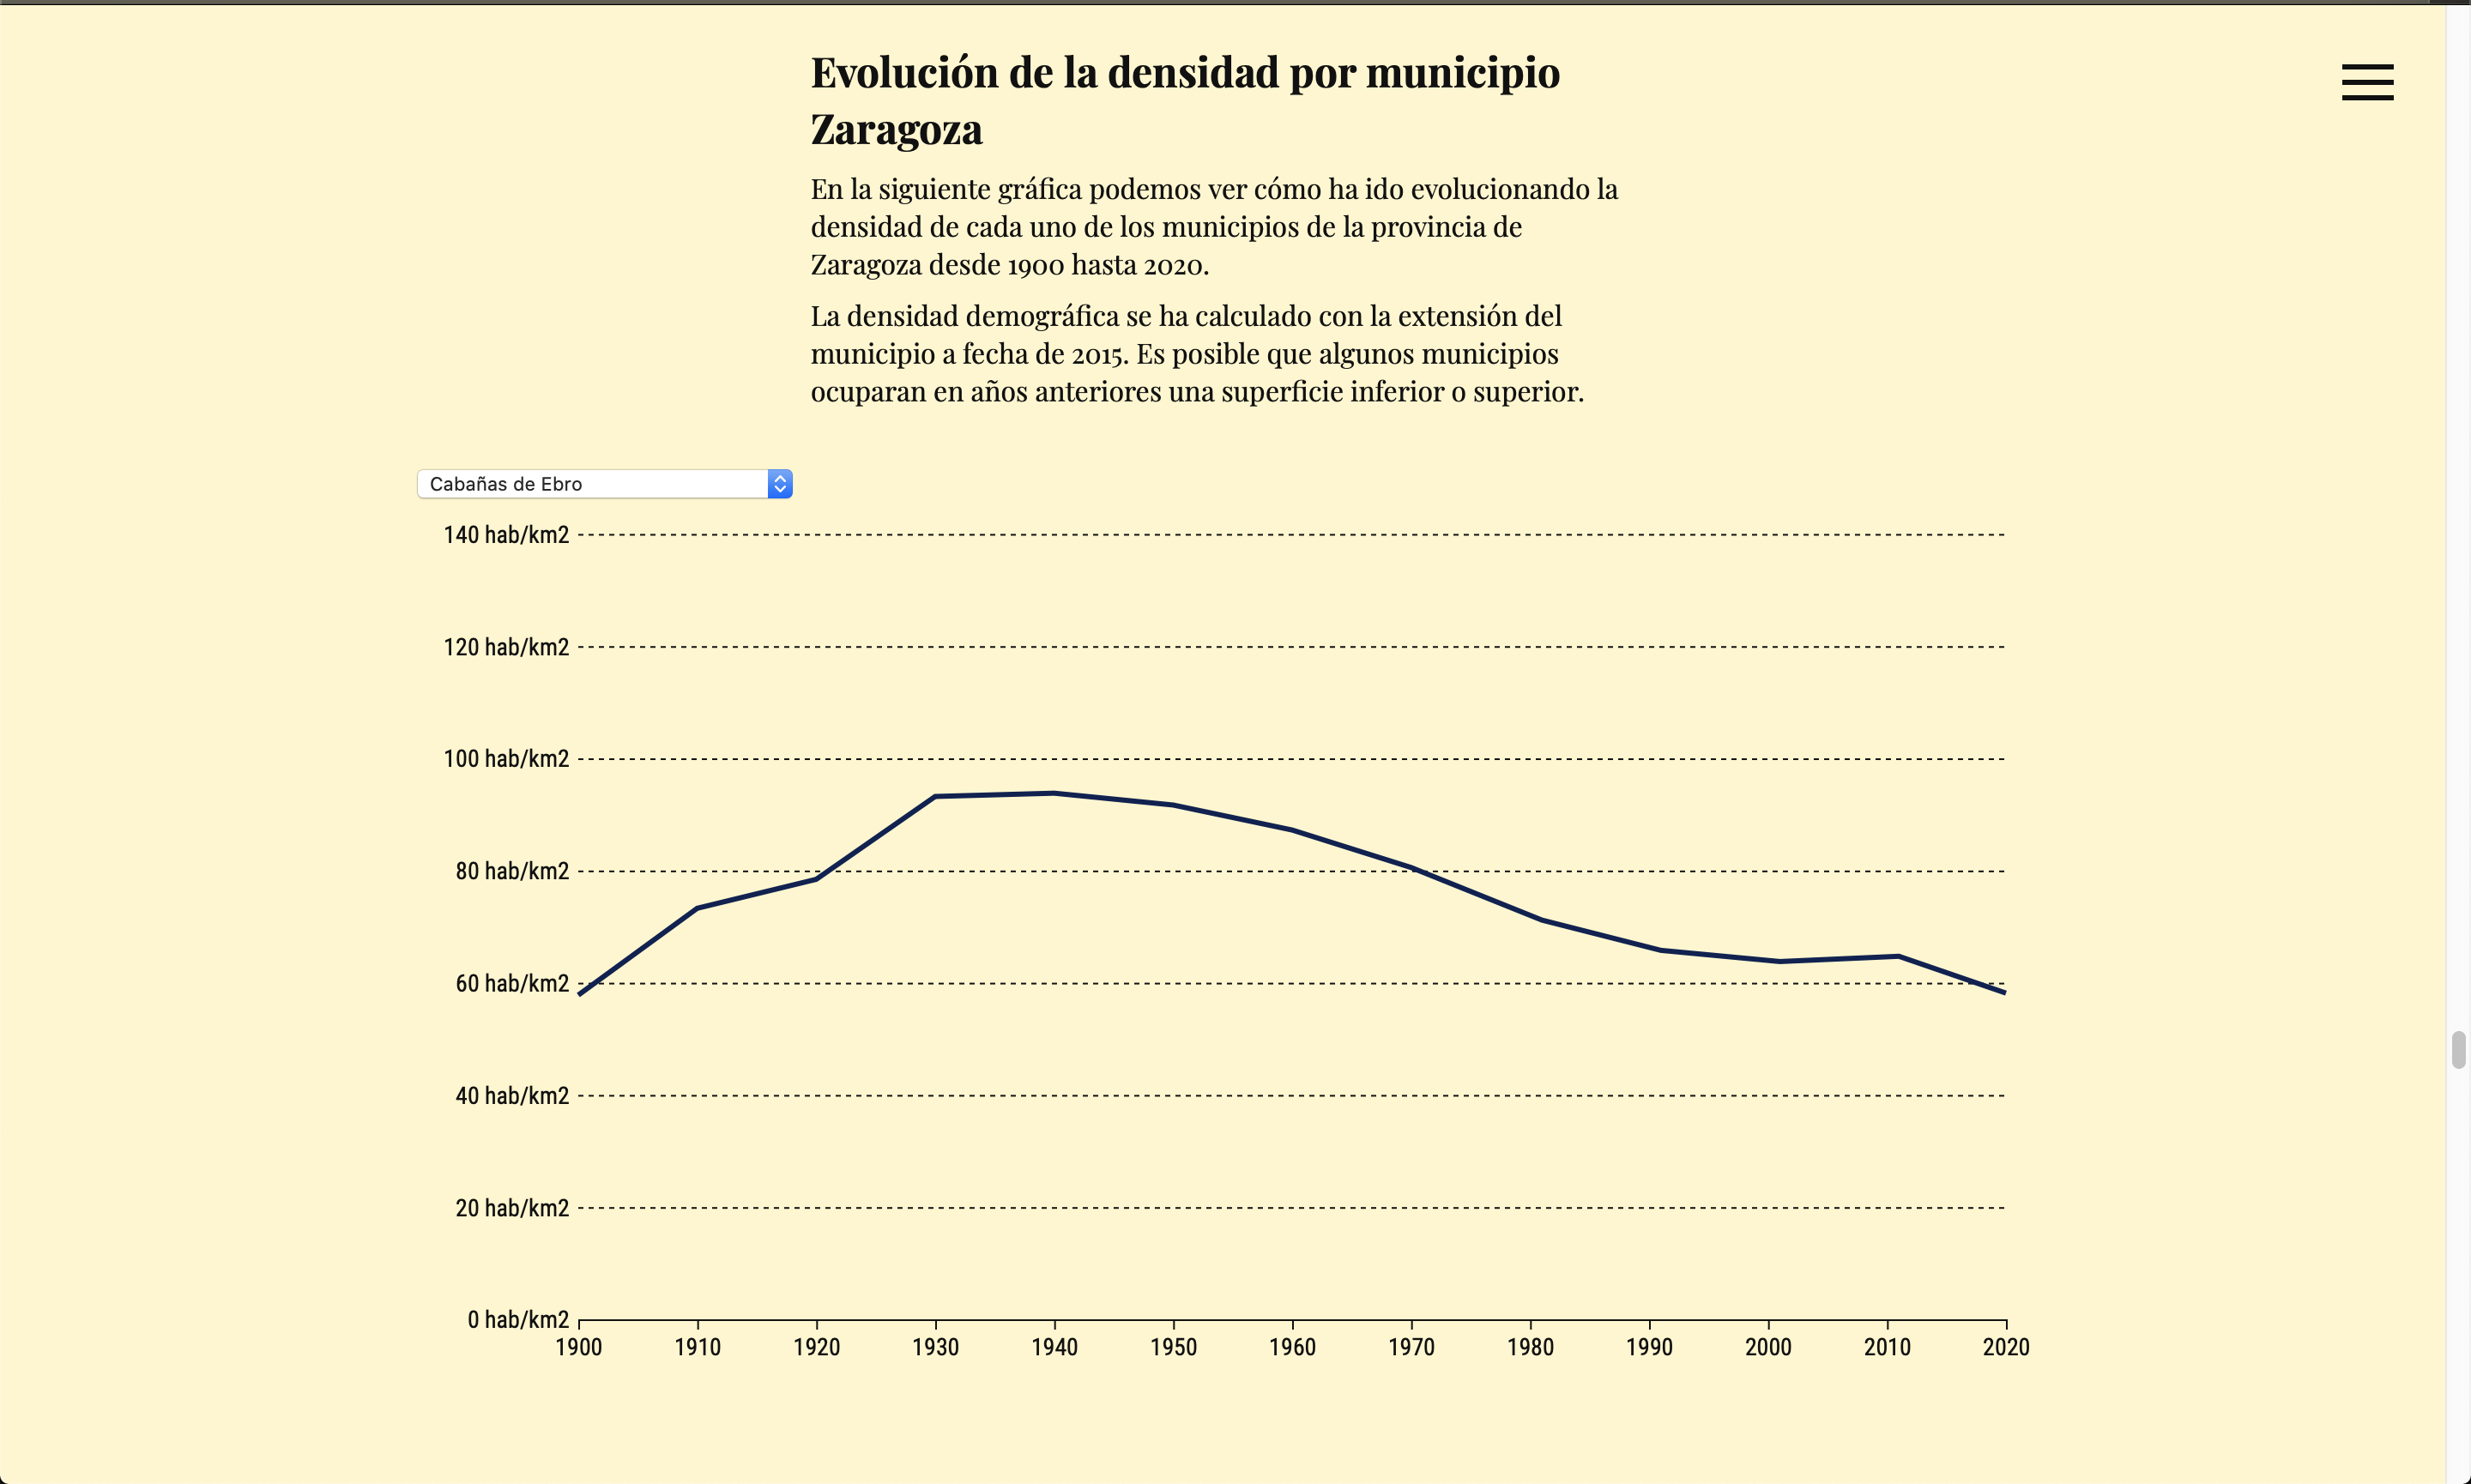 Evolución de la densidad por municipio
Zaragoza
En la siguiente gráfica podemos ver cómo ha ido evolucionando la
densidad de cada uno de los municipios de la provincia de
Zaragoza desde 1900 hasta 2020.
La densidad demográfica se ha calculado con la extensión del
municipio a fecha de 2015. Es posible que algunos municipios
ocuparan en años anteriores una superficie inferior o superior.
Cabañas de Ebro
140 hab/km2
120 hab/km2
100 hab/km2
80 hab/km2
60 hab/km2
40 hab/km2
20 hab/km2
0 hab/km2
1900 1910 1920 1930 1940 1950 1960 1970 1980 1990 2000 2010 2020